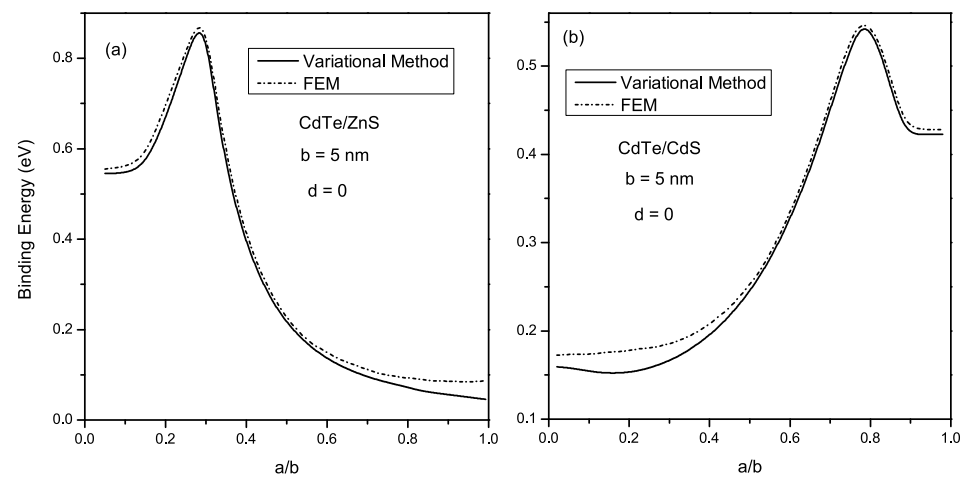 (a)
Variational Method
FEM
CdTe/ZnS
b = 5 nm
d = 0
Binding Energy (eV)
0.8
0.6
0.4
0.2
0.0
0.0 0.2 0.4 0.6 0.8 1.0
a/b
(b)
Variational Method
FEM
CdTe/CdS
b = 5 nm
d = 0
0.5
0.4
0.3
0.2
0.1
0.0 0.2 0.4 0.6 0.8 1.0
a/b